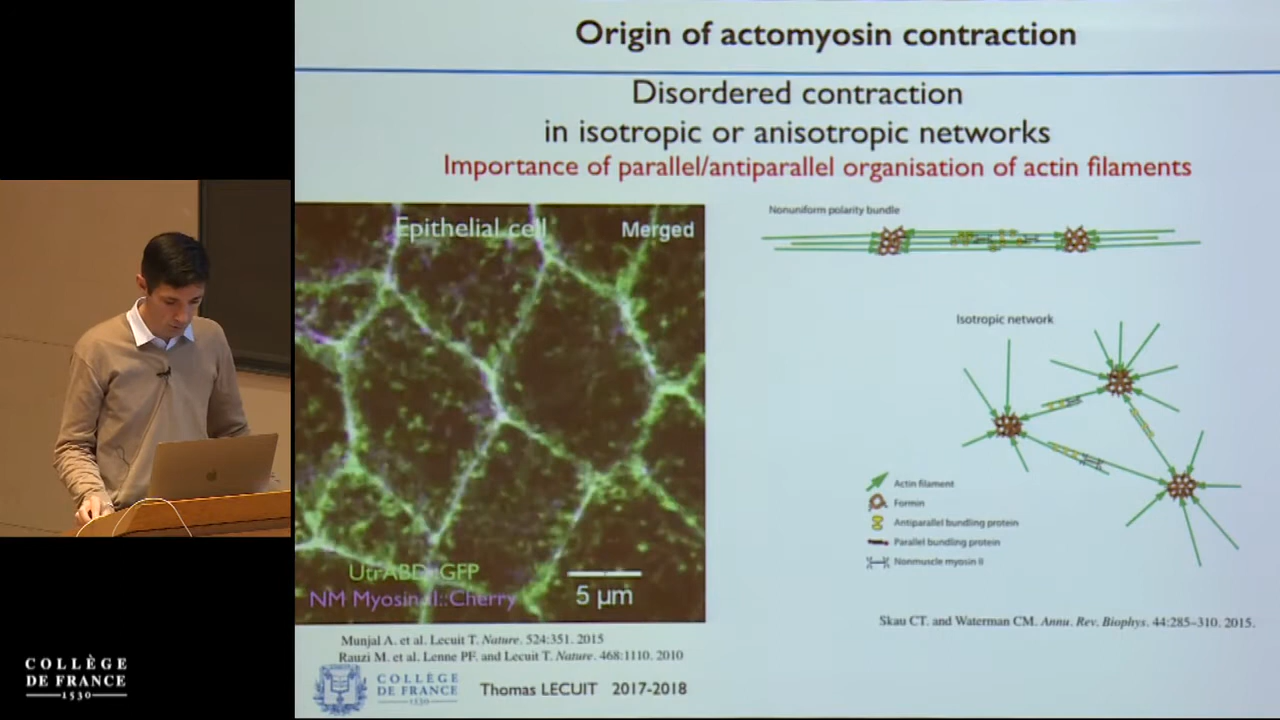 Origin of actomyosin contraction
Disordered contraction
in isotropic or anisotropic networks
Importance of parallel/antiparallel organisation of actin filaments
Epithelial cell
Merged
UtrABD::GFP
NM MyosinII::Cherry
5 µm
Nonuniform polarity bundle
Isotropic network
Actin filament
Formin
Antiparallel bundling protein
Parallel bundling protein
Nonmuscle myosin II
Skau CT. and Waterman CM. Annu. Rev. Biophys. 44:285–310. 2015.
Munjal A. et al. Lecuit T. Nature. 524:351. 2015
Rauzi M. et al. Lenne PF. and Lecuit T. Nature. 468:1110. 2010
COLLÈGE
DE FRANCE
Thomas LECUIT 2017-2018
COLLÈGE
DE FRANCE
1530